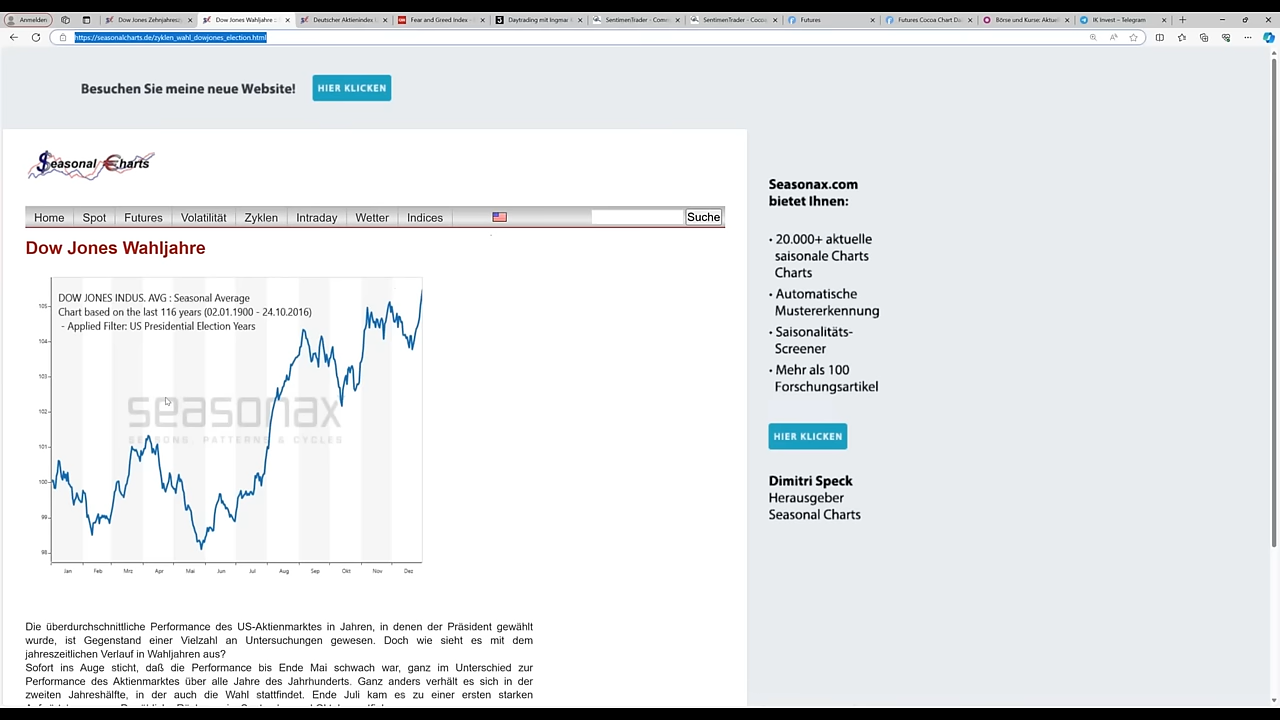 Anmelden
Dow Jones Zehnjahresz
Dow Jones Wahljahre
Deutscher Aktienindex
Fear and Greed Index -
Daytrading mit Ingmar
SentimenTrader - Com
SentimenTrader - Coco
Futures
Futures Cocoa Chart Da
Börse und Kurse: Aktue
IK Invest – Telegram
https://seasonalcharts.de/zyklen_wahl_dowjones_election.html
Besuchen Sie meine neue Website!
HIER KLICKEN
$easonal €harts
Home Spot Futures Volatilität Zyklen Intraday Wetter Indices Suche
Dow Jones Wahljahre
DOW JONES INDUS. AVG : Seasonal Average
Chart based on the last 116 years (02.01.1900 - 24.10.2016)
- Applied Filter: US Presidential Election Years
105
104
103
102
101
100
99
98
seasonax
SEASONS, PATTERNS & CYCLES
Jan Feb Mrz Apr Mai Jun Jul Aug Sep Okt Nov Dez
Die überdurchschnittliche Performance des US-Aktienmarktes in Jahren, in denen der Präsident gewählt
wurde, ist Gegenstand einer Vielzahl an Untersuchungen gewesen. Doch wie sieht es mit dem
jahreszeitlichen Verlauf in Wahljahren aus?
Sofort ins Auge sticht, daß die Performance bis Ende Mai schwach war, ganz im Unterschied zur
Performance des Aktienmarktes über alle Jahre des Jahrhunderts. Ganz anders verhält es sich in der
zweiten Jahreshälfte, in der auch die Wahl stattfindet. Ende Juli kam es zu einer ersten starken
Seasonax.com
bietet Ihnen:
• 20.000+ aktuelle
saisonale Charts
Charts
• Automatische
Mustererkennung
• Saisonalitäts-
Screener
• Mehr als 100
Forschungsartikel
HIER KLICKEN
Dimitri Speck
Herausgeber
Seasonal Charts